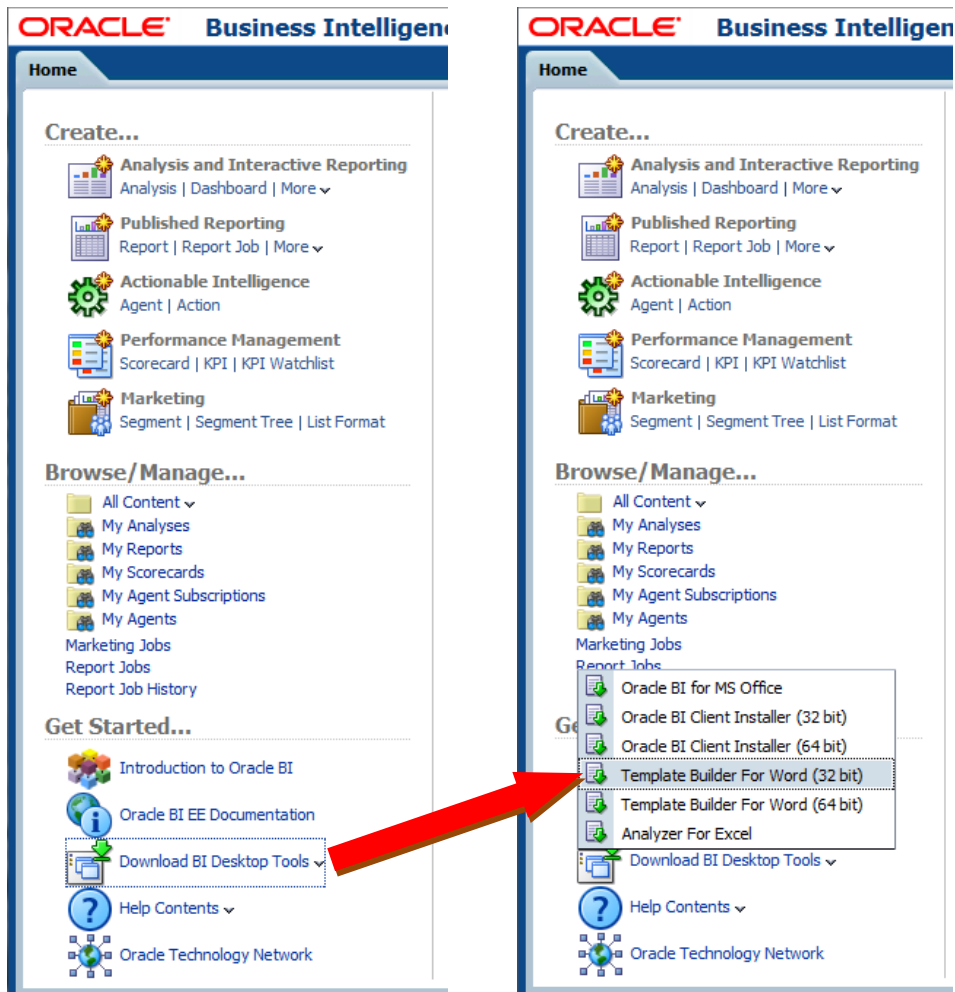 ORACLE Business Intelligen
Home
Create...
Analysis and Interactive Reporting
Analysis | Dashboard | More
Published Reporting
Report | Report Job | More
Actionable Intelligence
Agent | Action
Performance Management
Scorecard | KPI | KPI Watchlist
Marketing
Segment | Segment Tree | List Format
Browse/Manage...
All Content
My Analyses
My Reports
My Scorecards
My Agent Subscriptions
My Agents
Marketing Jobs
Report Jobs
Report Job History
Get Started...
Introduction to Oracle BI
Oracle BI EE Documentation
Download BI Desktop Tools
Help Contents
Oracle Technology Network
ORACLE Business Intelligen
Home
Create...
Analysis and Interactive Reporting
Analysis | Dashboard | More
Published Reporting
Report | Report Job | More
Actionable Intelligence
Agent | Action
Performance Management
Scorecard | KPI | KPI Watchlist
Marketing
Segment | Segment Tree | List Format
Browse/Manage...
All Content
My Analyses
My Reports
My Scorecards
My Agent Subscriptions
My Agents
Marketing Jobs
Report Jobs
Oracle BI for MS Office
Oracle BI Client Installer (32 bit)
Ge
Oracle BI Client Installer (64 bit)
Template Builder For Word (32 bit)
Template Builder For Word (64 bit)
Analyzer For Excel
Download BI Desktop Tools
Help Contents
Oracle Technology Network